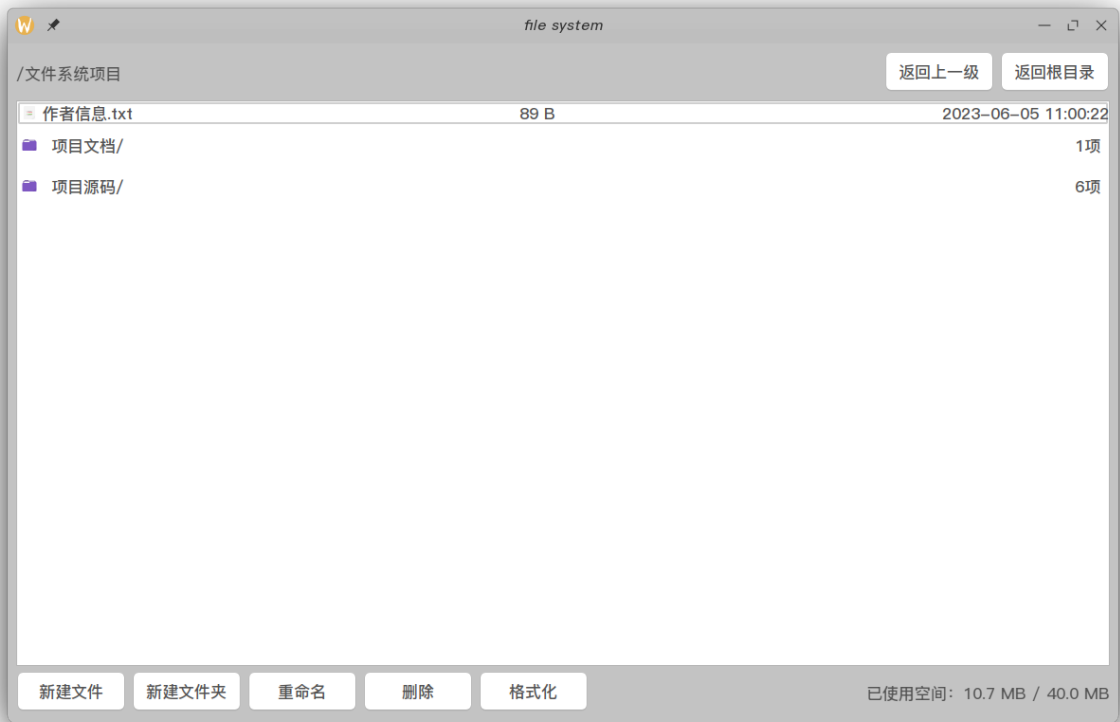 W
file system
/文件系统项目 返回上一级 返回根目录
作者信息.txt 89 B 2023-06-05 11:00:22
项目文档/ 1项
项目源码/ 6项
新建文件 新建文件夹 重命名 删除 格式化 已使用空间: 10.7 MB / 40.0 MB